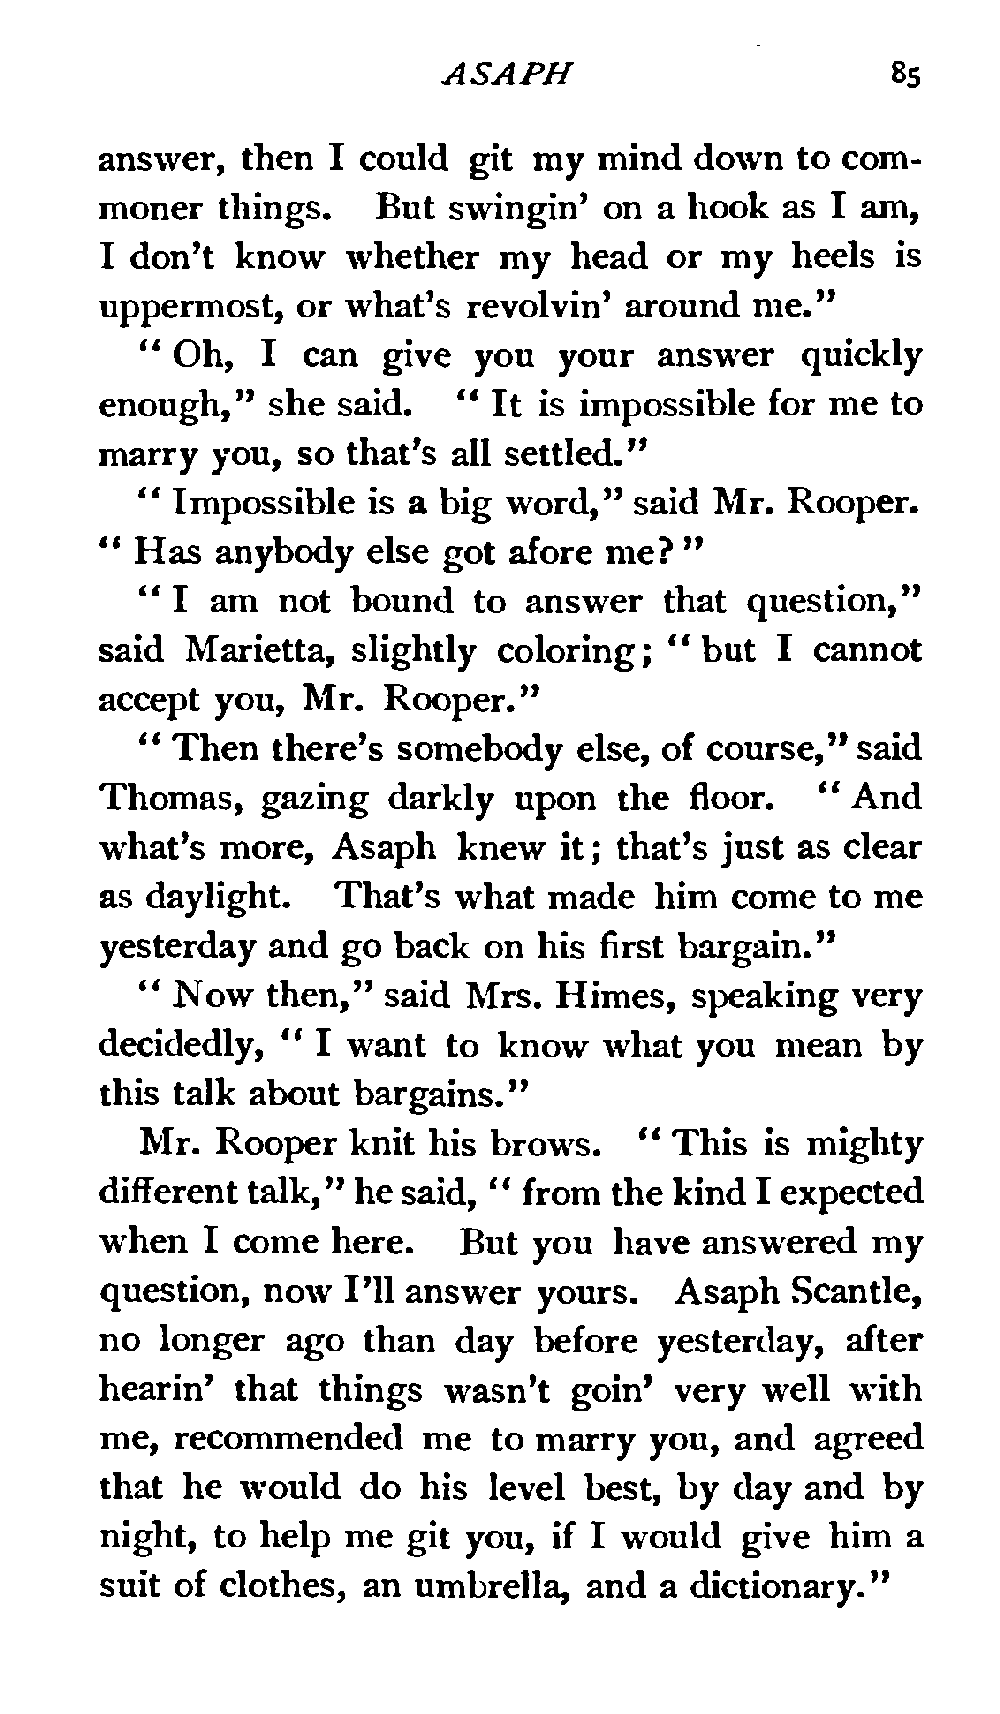 ASAPH 85
answer, then I could git my mind down to com-
moner things. But swingin' on a hook as I am,
I don't know whether my head or my heels is
uppermost, or what's revolvin' around me."
"Oh, I can give you your answer quickly
enough," she said. "It is impossible for me to
marry you, so that's all settled."
"Impossible is a big word," said Mr. Rooper.
"Has anybody else got afore me?"
"I am not bound to answer that question,"
said Marietta, slightly coloring; "but I cannot
accept you, Mr. Rooper."
"Then there's somebody else, of course," said
Thomas, gazing darkly upon the floor. "And
what's more, Asaph knew it; that's just as clear
as daylight. That's what made him come to me
yesterday and go back on his first bargain."
"Now then," said Mrs. Himes, speaking very
decidedly, "I want to know what you mean by
this talk about bargains."
Mr. Rooper knit his brows. "This is mighty
different talk," he said, "from the kind I expected
when I come here. But you have answered my
question, now I'll answer yours. Asaph Scantle,
no longer ago than day before yesterday, after
hearin' that things wasn't goin' very well with
me, recommended me to marry you, and agreed
that he would do his level best, by day and by
night, to help me git you, if I would give him a
suit of clothes, an umbrella, and a dictionary."